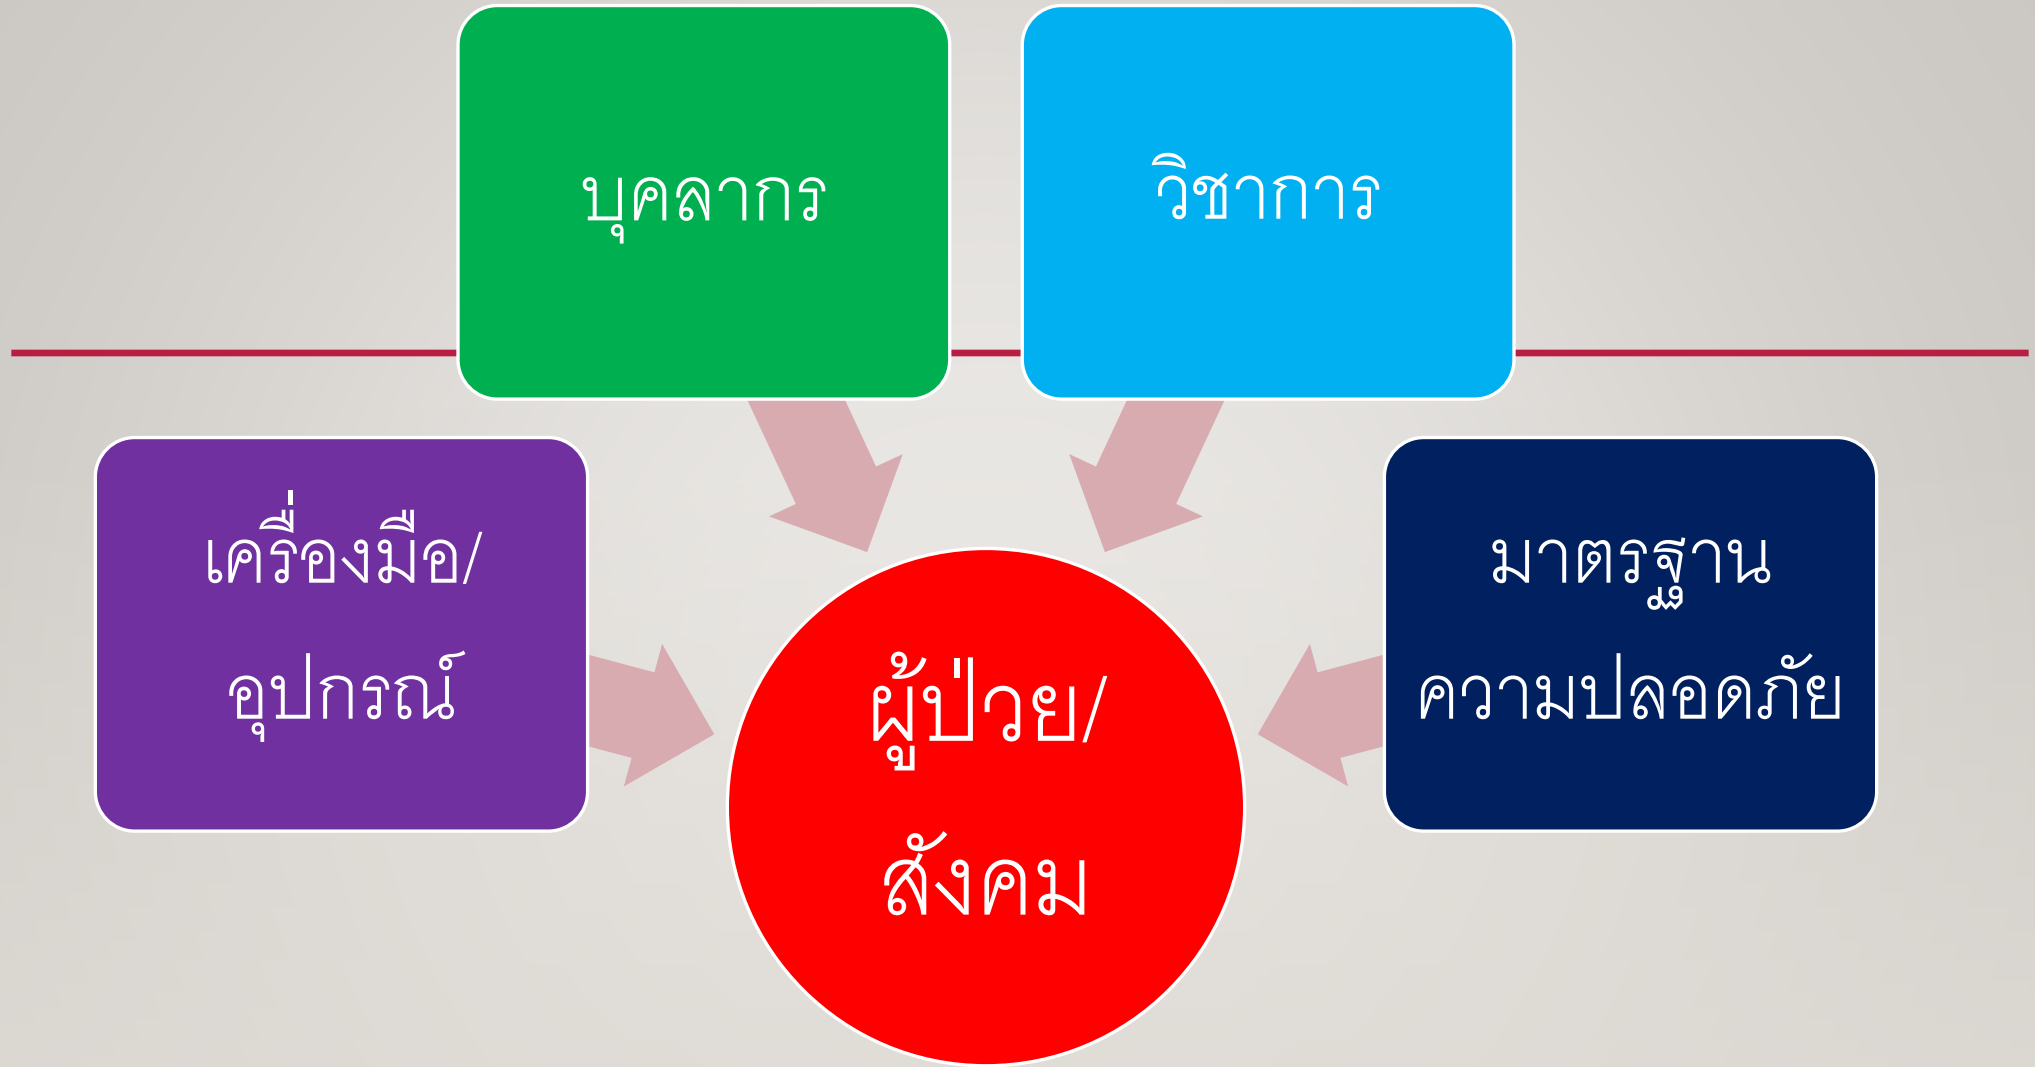 บุคลากร
วิชาการ
เครื่องมือ/
อุปกรณ์
มาตรฐาน
ความปลอดภัย
ผู้ป่วย/
สังคม